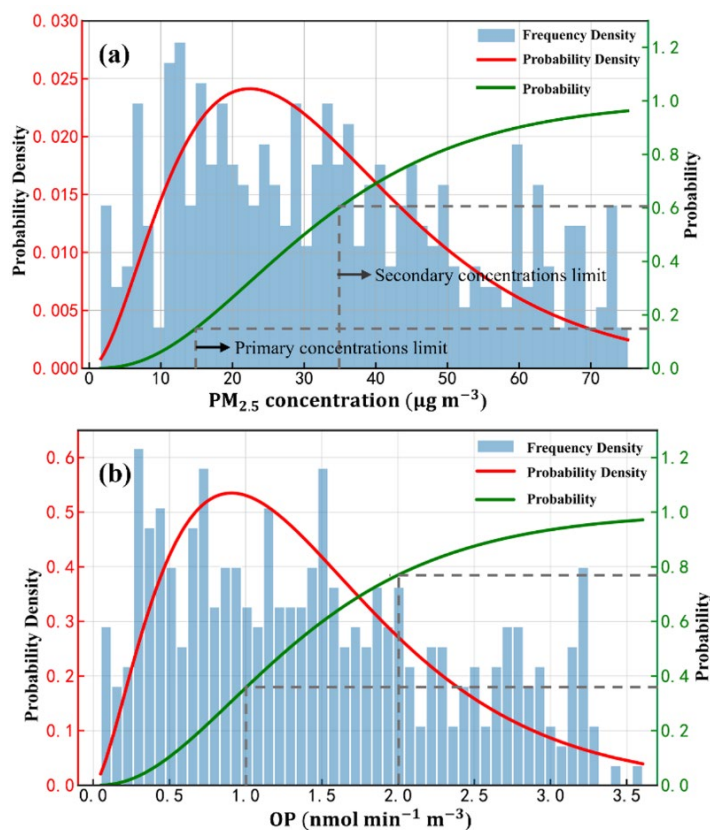 (a)
Frequency Density
Probability Density
Probability
Probability Density
0.030
0.025
0.020
0.015
0.010
0.005
0.000
1.2
1.0
0.8
0.6
0.4
0.2
0.0
Probability
Secondary concentrations limit
Primary concentrations limit
0 10 20 30 40 50 60 70
PM2.5 concentration (μg m−3)
(b)
Frequency Density
Probability Density
Probability
Probability Density
0.6
0.5
0.4
0.3
0.2
0.1
0.0
1.2
1.0
0.8
0.6
0.4
0.2
0.0
Probability
0.0 0.5 1.0 1.5 2.0 2.5 3.0 3.5
OP (nmol min−1 m−3)